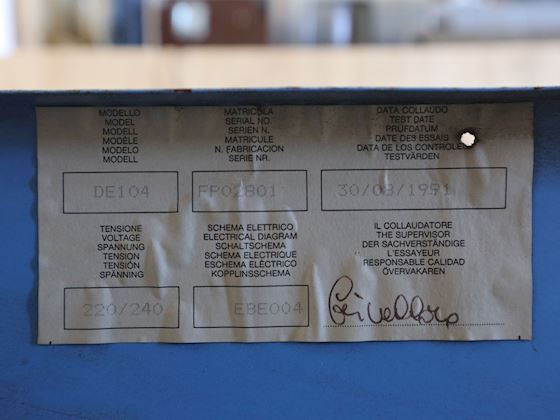 MODELLO
MODEL
MODELL
MODÈLE
MODELO
MODELL
DE104
MATRICOLA
SERIAL NO.
SERIEN N.
MATRICULE
N. FABRICACION
SERIE NR.
FP02801
DATA COLLAUDO
TEST DATE
PRÜFDATUM
DATE DES ESSAIS
DATA DE LOS CONTROLES
TESTVÄRDEN
30/08/1991
TENSIONE
VOLTAGE
SPANNUNG
TENSION
TENSIÓN
SPÄNNING
220/240
SCHEMA ELETTRICO
ELECTRICAL DIAGRAM
SCHALTSCHEMA
SCHEMA ELECTRIQUE
ESCHEMA ELÉCTRICO
KOPPLINSSCHEMA
EBE004
IL COLLAUDATORE
THE SUPERVISOR
DER SACHVERSTÄNDIGE
L'ESSAYEUR
RESPONSABLE CALIDAD
ÖVERVAKAREN